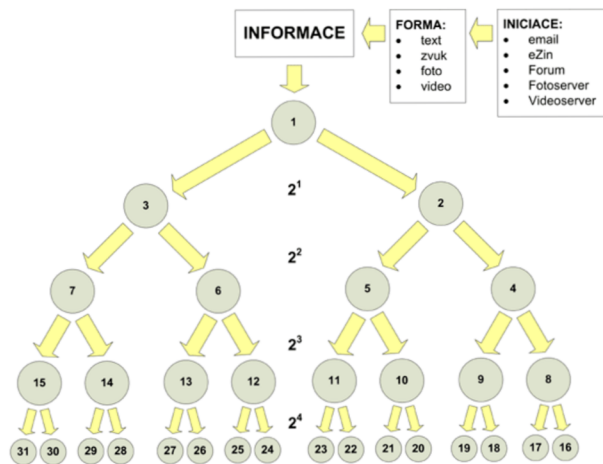 INFORMACE
FORMA:
• text
• zvuk
• foto
• video
INICIACE:
• email
• eZin
• Forum
• Fotoserver
• Videoserver
1
2¹
3
2
2²
7
6
5
4
2³
15
14
13
12
11
10
9
8
2⁴
31
30
29
28
27
26
25
24
23
22
21
20
19
18
17
16